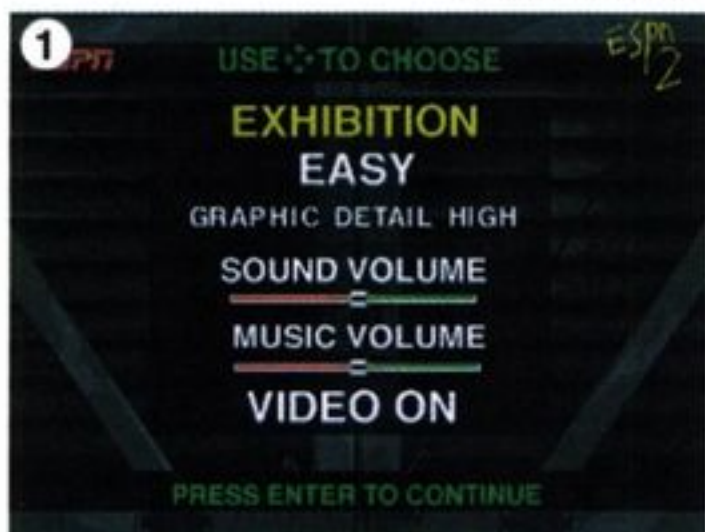 1
ESPN
ESPN
2
USE TO CHOOSE
EXHIBITION
EASY
GRAPHIC DETAIL HIGH
SOUND VOLUME
MUSIC VOLUME
VIDEO ON
PRESS ENTER TO CONTINUE